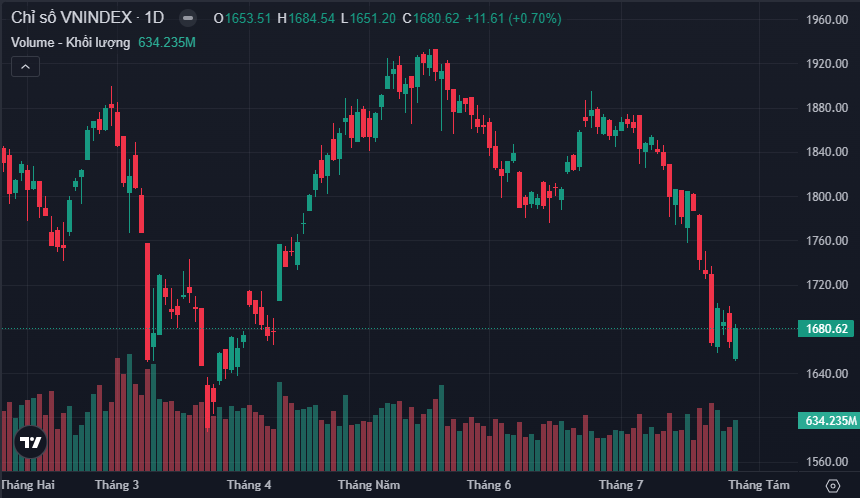 Chỉ số VNINDEX · 1D O1653.51 H1684.54 L1651.20 C1680.62 +11.61 (+0.70%)
Volume - Khối lượng 634.235M
1960.00
1920.00
1880.00
1840.00
1800.00
1760.00
1720.00
1680.62
1640.00
634.235M
1560.00
Tháng Hai Tháng 3 Tháng 4 Tháng Năm Tháng 6 Tháng 7 Tháng Tám